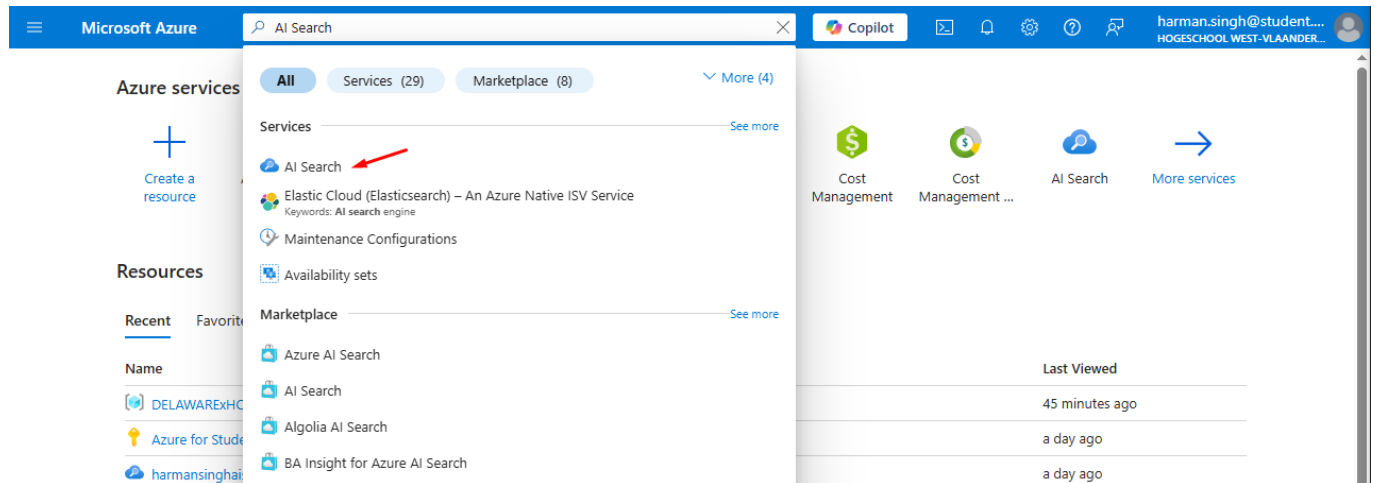 Microsoft Azure
AI Search
Copilot
harman.singh@student....
HOGESCHOOL WEST-VLAANDER...
Azure services
All
Services (29)
Marketplace (8)
More (4)
Services
See more
AI Search
Elastic Cloud (Elasticsearch) – An Azure Native ISV Service
Keywords: AI search engine
Maintenance Configurations
Availability sets
Marketplace
See more
Azure AI Search
AI Search
Algolia AI Search
BA Insight for Azure AI Search
Create a
resource
Cost
Management
Cost
Management ...
AI Search
More services
Resources
Recent
Favorite
Name
Last Viewed
DELAWARExHO
45 minutes ago
Azure for Stude
a day ago
harmansinghai
a day ago